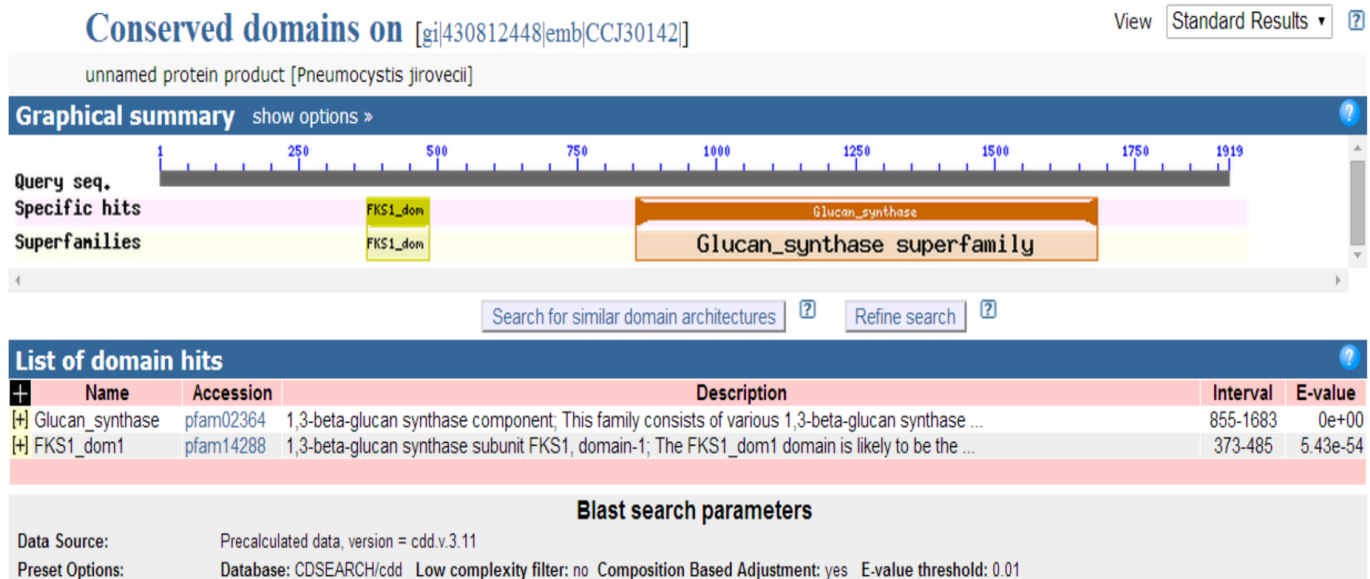 Conserved domains on [gi|430812448|emb|CCJ30142|]
View Standard Results ?
unnamed protein product [Pneumocystis jirovecii]
Graphical summary show options » ?
1 250 500 750 1000 1250 1500 1750 1919
Query seq.
Specific hits FKS1_dom Glucan_synthase
Superfamilies FKS1_dom Glucan_synthase superfamily
Search for similar domain architectures ? Refine search ?
List of domain hits ?
+ Name Accession Description Interval E-value
[+] Glucan_synthase pfam02364 1,3-beta-glucan synthase component; This family consists of various 1,3-beta-glucan synthase ... 855-1683 0e+00
[+] FKS1_dom1 pfam14288 1,3-beta-glucan synthase subunit FKS1, domain-1; The FKS1_dom1 domain is likely to be the ... 373-485 5.43e-54
Blast search parameters
Data Source: Precalculated data, version = cdd.v.3.11
Preset Options: Database: CDSEARCH/cdd Low complexity filter: no Composition Based Adjustment: yes E-value threshold: 0.01